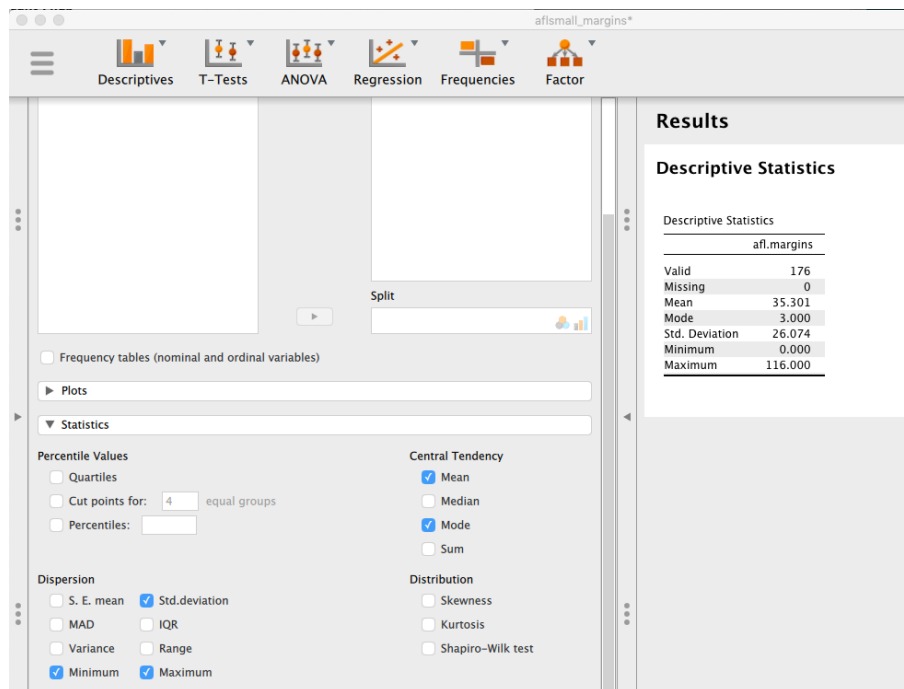 aflsmall_margins*
Descriptives T-Tests ANOVA Regression Frequencies Factor
Split
Frequency tables (nominal and ordinal variables)
Plots
Statistics
Percentile Values
Quartiles
Cut points for: 4 equal groups
Percentiles:
Central Tendency
Mean
Median
Mode
Sum
Dispersion
S. E. mean Std.deviation
MAD IQR
Variance Range
Minimum Maximum
Distribution
Skewness
Kurtosis
Shapiro-Wilk test
Results
Descriptive Statistics
Descriptive Statistics
afl.margins
Valid 176
Missing 0
Mean 35.301
Mode 3.000
Std. Deviation 26.074
Minimum 0.000
Maximum 116.000